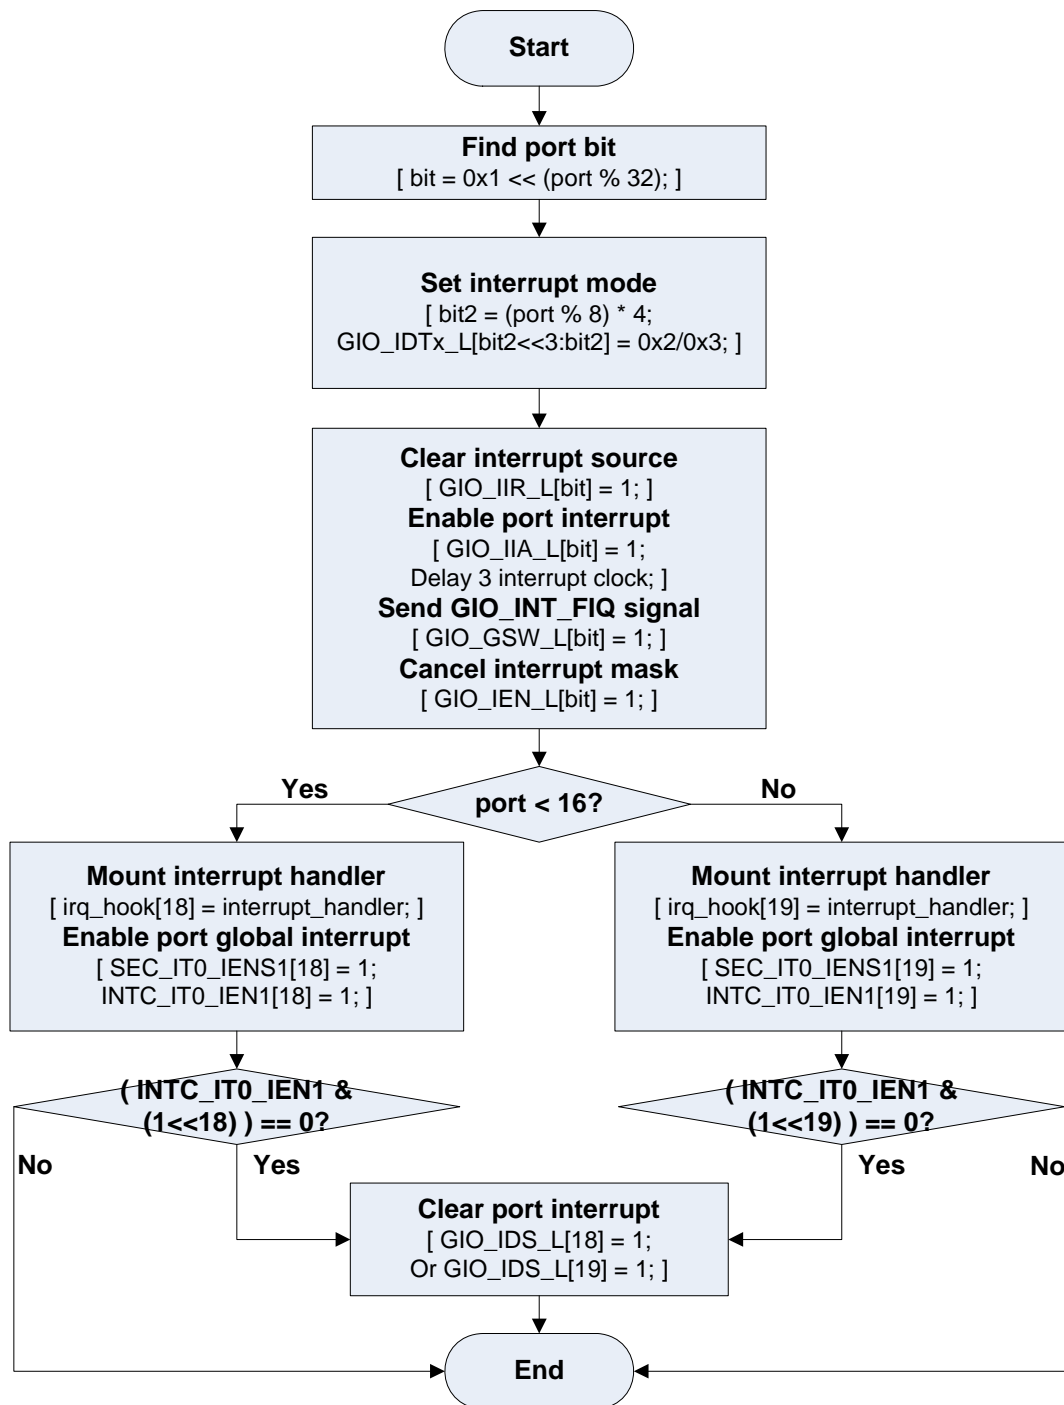 Start
Find port bit
[ bit = 0x1 << (port % 32); ]
Set interrupt mode
[ bit2 = (port % 8) * 4;
GIO_IDTx_L[bit2<<3:bit2] = 0x2/0x3; ]
Clear interrupt source
[ GIO_IIR_L[bit] = 1; ]
Enable port interrupt
[ GIO_IIA_L[bit] = 1;
Delay 3 interrupt clock; ]
Send GIO_INT_FIQ signal
[ GIO_GSW_L[bit] = 1; ]
Cancel interrupt mask
[ GIO_IEN_L[bit] = 1; ]
port < 16?
Yes
No
Mount interrupt handler
[ irq_hook[18] = interrupt_handler; ]
Enable port global interrupt
[ SEC_IT0_IENS1[18] = 1;
INTC_IT0_IEN1[18] = 1; ]
Mount interrupt handler
[ irq_hook[19] = interrupt_handler; ]
Enable port global interrupt
[ SEC_IT0_IENS1[19] = 1;
INTC_IT0_IEN1[19] = 1; ]
( INTC_IT0_IEN1 &
(1<<18) ) == 0?
( INTC_IT0_IEN1 &
(1<<19) ) == 0?
No
Yes
Yes
No
Clear port interrupt
[ GIO_IDS_L[18] = 1;
Or GIO_IDS_L[19] = 1; ]
End